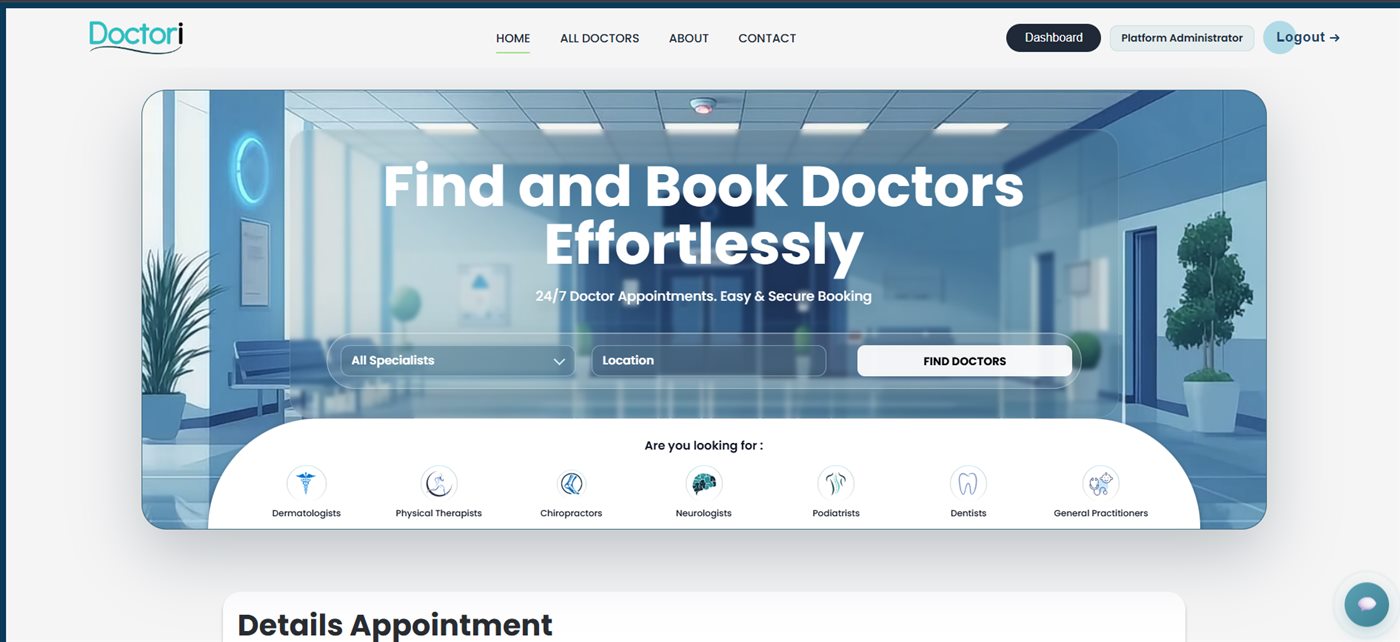 Doctori
HOME
ALL DOCTORS
ABOUT
CONTACT
Dashboard
Platform Administrator
Logout →
Find and Book Doctors
Effortlessly
24/7 Doctor Appointments. Easy & Secure Booking
All Specialists
Location
FIND DOCTORS
Are you looking for :
Dermatologists
Physical Therapists
Chiropractors
Neurologists
Podiatrists
Dentists
General Practitioners
Details Appointment